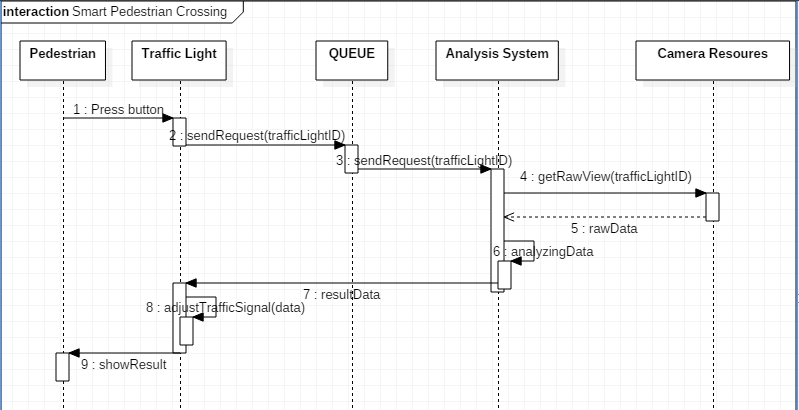 interaction Smart Pedestrian Crossing
Pedestrian
Traffic Light
QUEUE
Analysis System
Camera Resoures
1 : Press button
2 : sendRequest(trafficLightID)
3 : sendRequest(trafficLightID)
4 : getRawView(trafficLightID)
5 : rawData
6 : analyzingData
7 : resultData
8 : adjustTrafficSignal(data)
9 : showResult